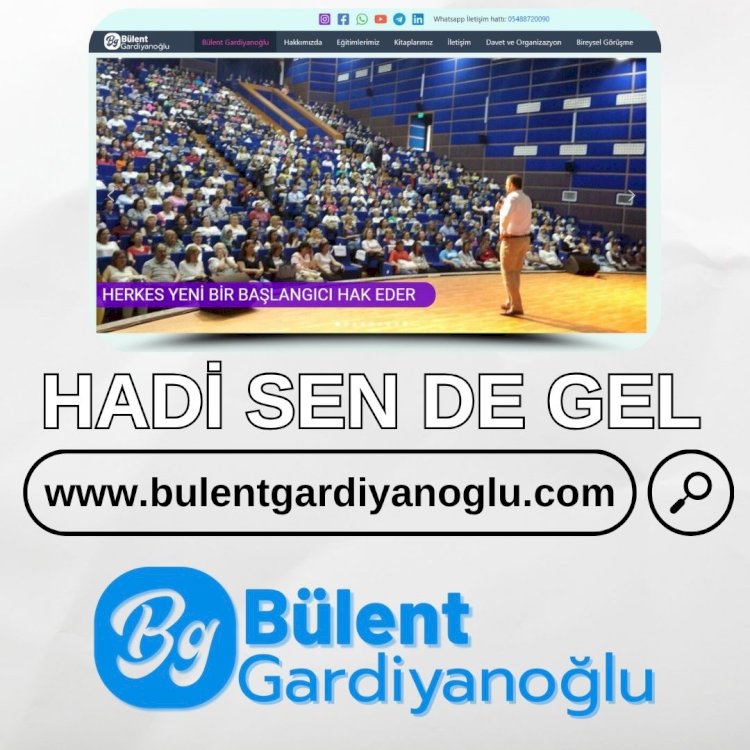 Whatsapp İletişim hattı: 05488720090
Bg Bülent Gardiyanoğlu
Bülent Gardiyanoğlu Hakkımızda Eğitimlerimiz Kitaplarımız İletişim Davet ve Organizasyon Bireysel Görüşme
HERKES YENİ BİR BAŞLANGICI HAK EDER
HADİ SEN DE GEL
www.bulentgardiyanoglu.com
Bg Bülent
Gardiyanoğlu